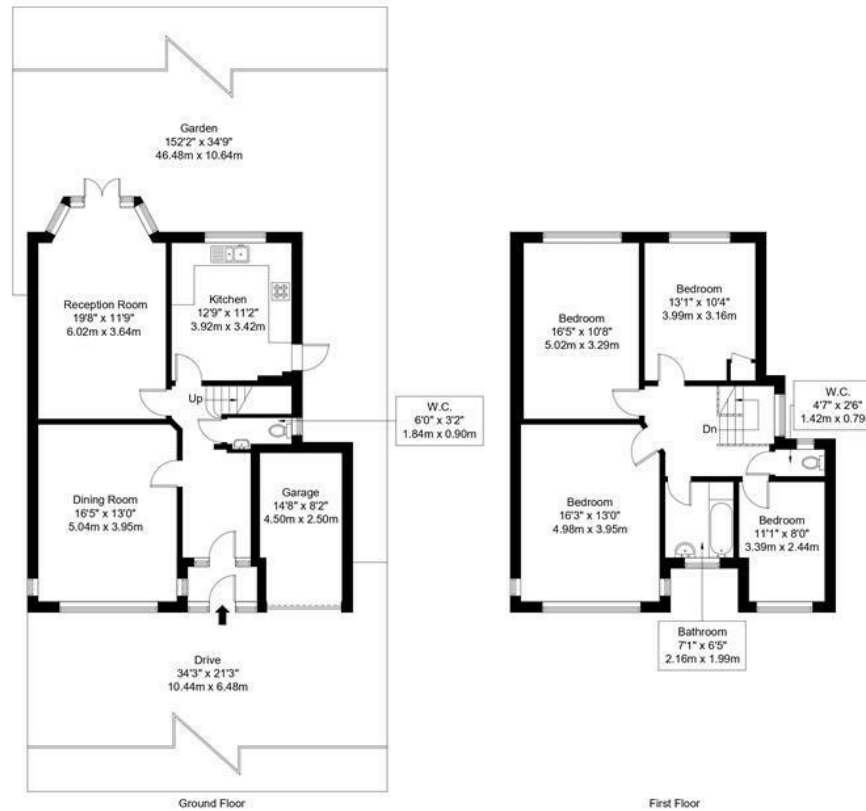 Garden
152'2" x 34'9"
46.48m x 10.64m
Reception Room
19'8" x 11'9"
6.02m x 3.64m
Kitchen
12'9" x 11'2"
3.92m x 3.42m
Up
W.C.
6'0" x 3'2"
1.84m x 0.90m
Dining Room
16'5" x 13'0"
5.04m x 3.95m
Garage
14'8" x 8'2"
4.50m x 2.50m
Drive
34'3" x 21'3"
10.44m x 6.48m
Ground Floor
Bedroom
16'5" x 10'8"
5.02m x 3.29m
Bedroom
13'1" x 10'4"
3.99m x 3.16m
Dn
W.C.
4'7" x 2'6"
1.42m x 0.79
Bedroom
16'3" x 13'0"
4.98m x 3.95m
Bedroom
11'1" x 8'0"
3.39m x 2.44m
Bathroom
7'1" x 6'5"
2.16m x 1.99m
First Floor